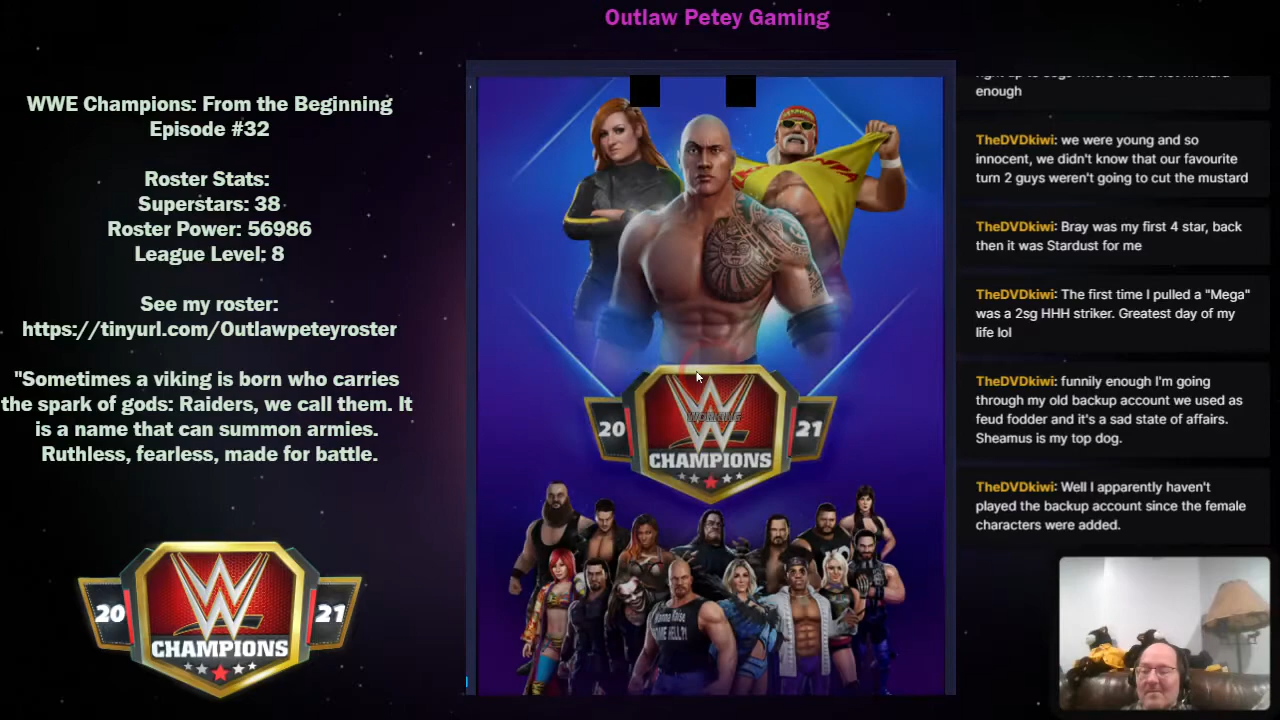 Outlaw Petey Gaming
WWE Champions: From the Beginning
Episode #32
Roster Stats:
Superstars: 38
Roster Power: 56986
League Level: 8
See my roster:
https://tinyurl.com/Outlawpeteyroster
"Sometimes a viking is born who carries
the spark of gods: Raiders, we call them. It
is a name that can summon armies.
Ruthless, fearless, made for battle.
20 21
CHAMPIONS
WORKING
20 21
CHAMPIONS
enough
TheDVDkiwi: we were young and so
innocent, we didn't know that our favourite
turn 2 guys weren't going to cut the mustard
TheDVDkiwi: Bray was my first 4 star, back
then it was Stardust for me
TheDVDkiwi: The first time I pulled a "Mega"
was a 2sg HHH striker. Greatest day of my
life lol
TheDVDkiwi: funnily enough I'm going
through my old backup account we used as
feud fodder and it's a sad state of affairs.
Sheamus is my top dog.
TheDVDkiwi: Well I apparently haven't
played the backup account since the female
characters were added.